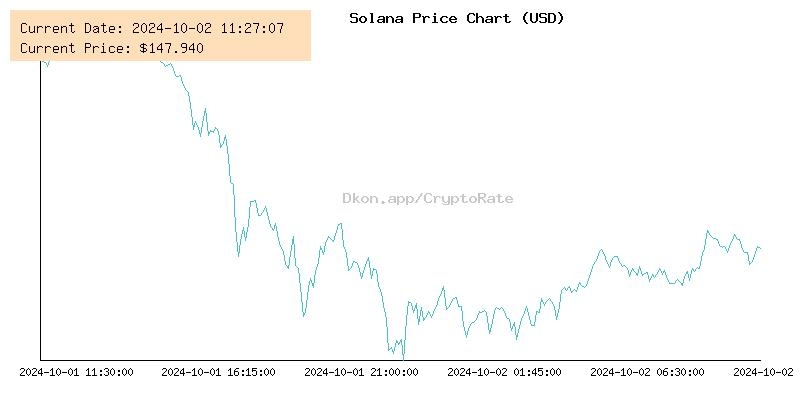 Solana Price Chart (USD)
Current Date: 2024-10-02 11:27:07
Current Price: $147.940
Dkon.app/CryptoRate
2024-10-01 11:30:00 2024-10-01 16:15:00 2024-10-01 21:00:00 2024-10-02 01:45:00 2024-10-02 06:30:00 2024-10-02